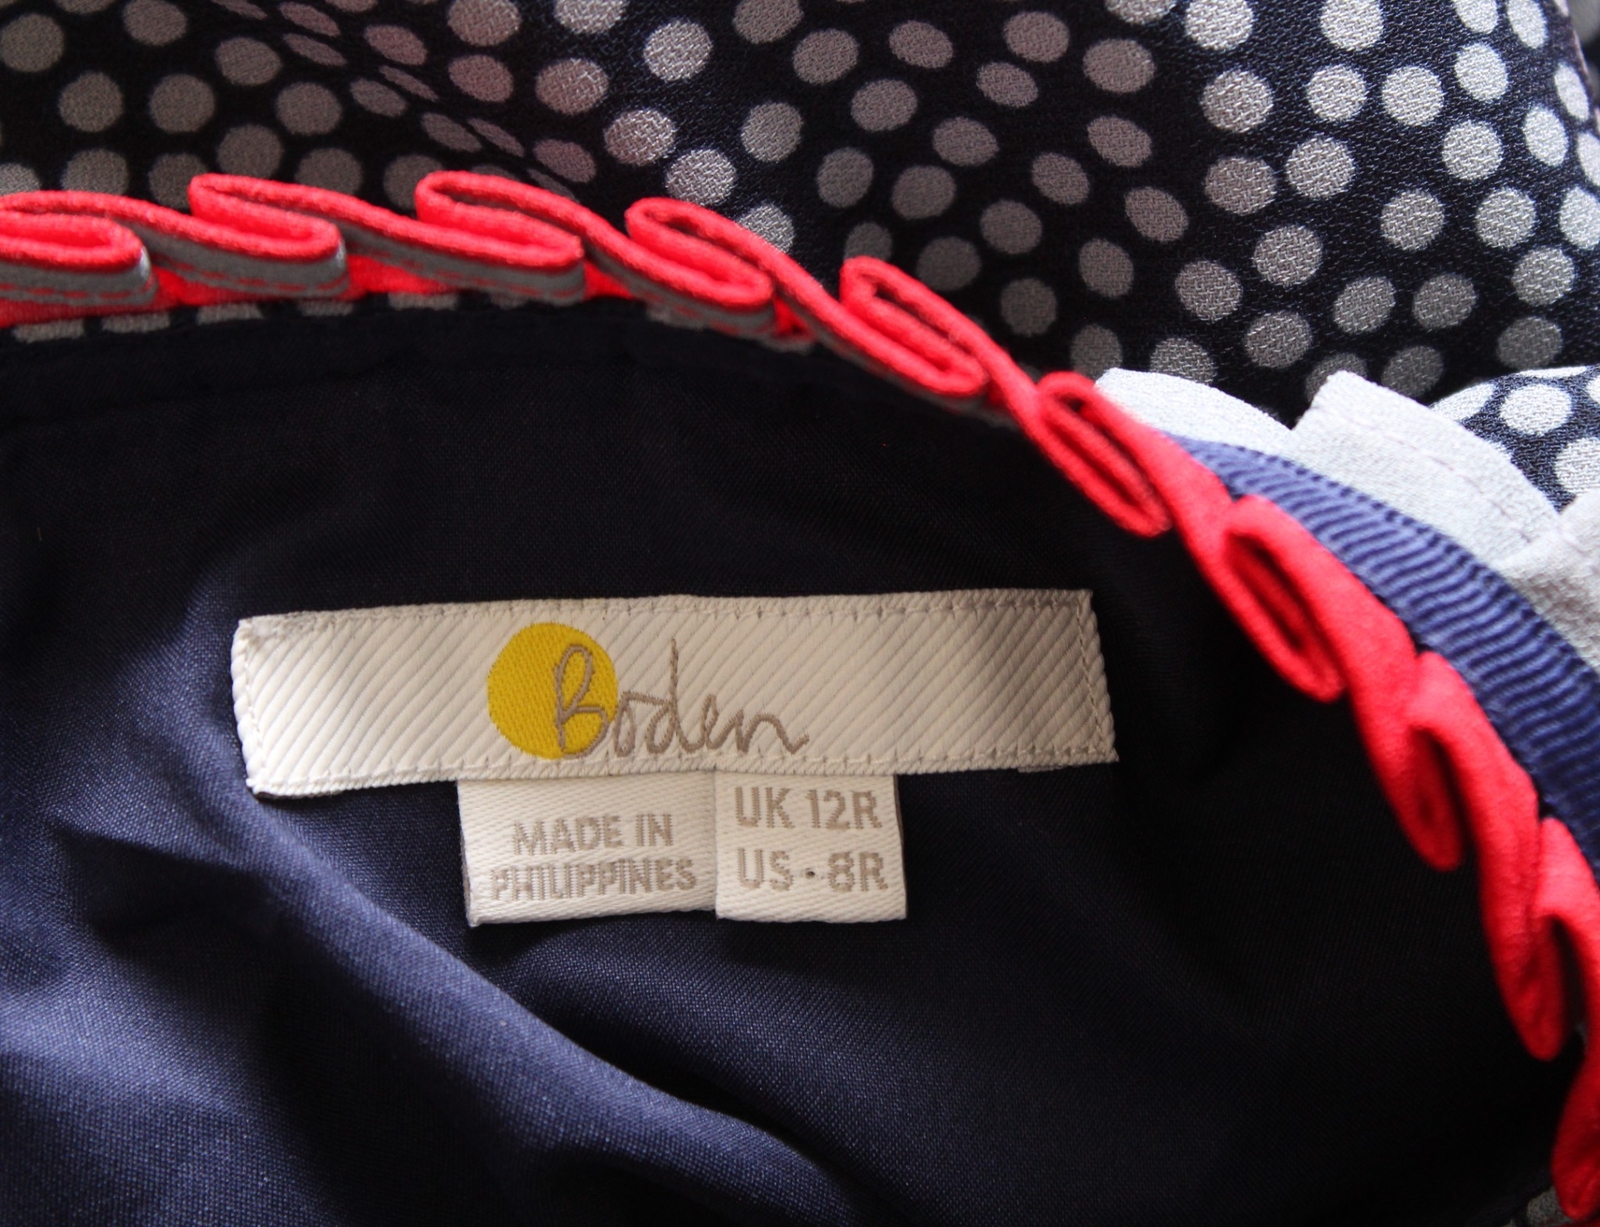 Boden
MADE IN
PHILIPPINES
UK 12R
US · 8R